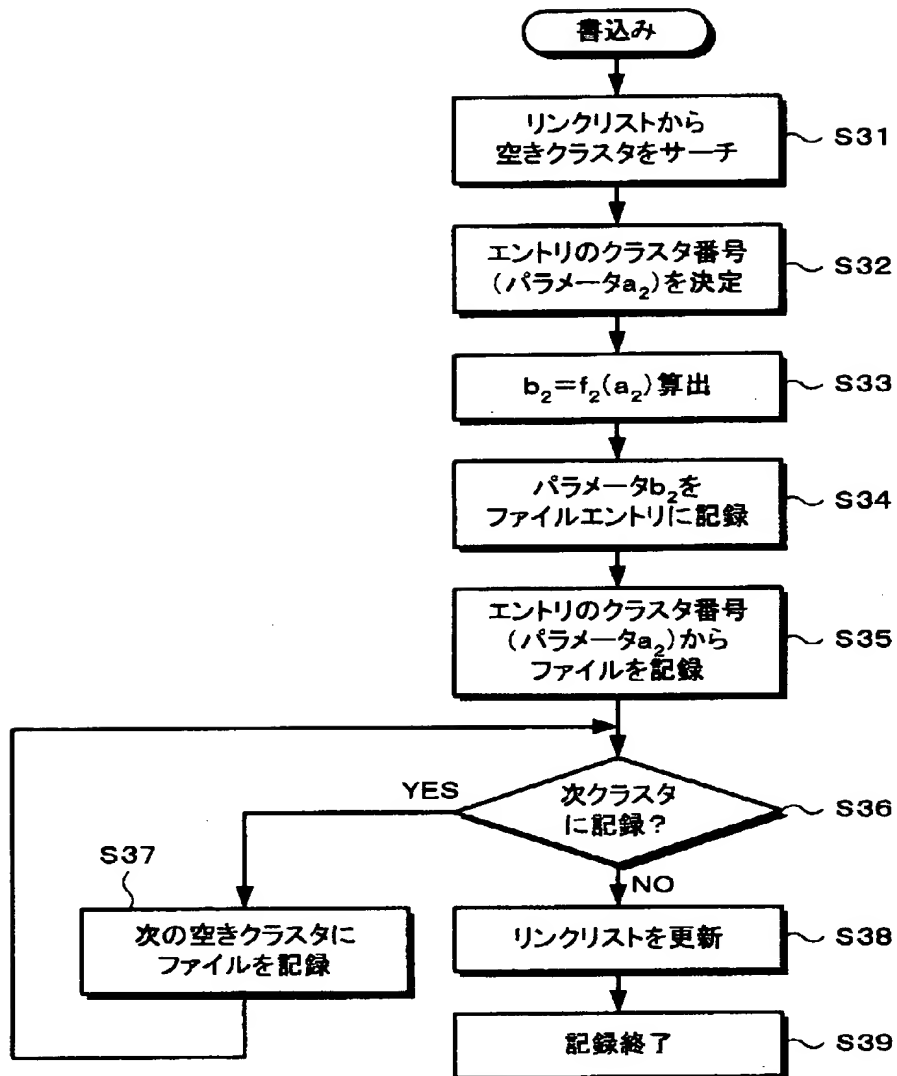 書込み
リンクリストから
空きクラスタをサーチ
S31
エントリのクラスタ番号
(パラメータa₂)を決定
S32
b₂=f₂(a₂)算出
S33
パラメータb₂を
ファイルエントリに記録
S34
エントリのクラスタ番号
(パラメータa₂)から
ファイルを記録
S35
YES
次クラスタ
に記録?
S36
S37
NO
次の空きクラスタに
ファイルを記録
リンクリストを更新
S38
記録終了
S39